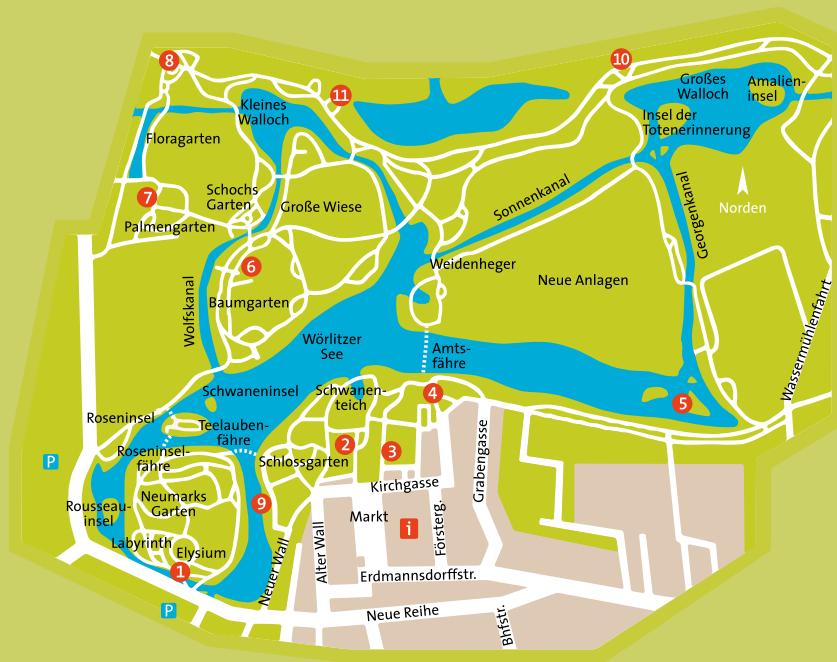 8
10
11
Großes
Walloch
Amalien-
insel
Kleines
Walloch
Insel der
Totenerinnerung
Floragarten
7
Schochs
Garten
Große Wiese
Sonnenkanal
Georgenkanal
Norden
Palmengarten
6
Weidenheger
Neue Anlagen
Wolfskanal
Baumgarten
Wassermühlenfahrt
Wörlitzer
See
Amts-
fähre
Schwaneninsel
Schwanen-
teich
4
5
Roseninsel
Teelauben-
fähre
2
3
P
Roseninsel-
fähre
Schlossgarten
Kirchgasse
Grabengasse
Rousseau-
insel
Neumarks
Garten
9
Markt
i
Försterg.
Labyrinth
Elysium
1
Neuer Wall
Alter Wall
Erdmannsdorffstr.
P
Neue Reihe
Bhfstr.